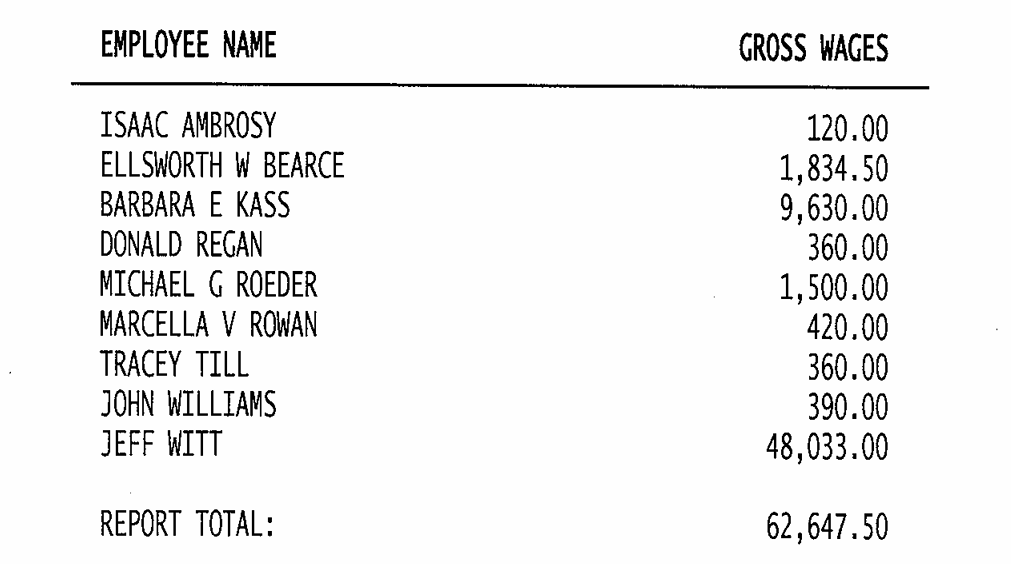 EMPLOYEE NAME GROSS WAGES
ISAAC AMBROSY 120.00
ELLSWORTH W BEARCE 1,834.50
BARBARA E KASS 9,630.00
DONALD REGAN 360.00
MICHAEL G ROEDER 1,500.00
MARCELLA V ROWAN 420.00
TRACEY TILL 360.00
JOHN WILLIAMS 390.00
JEFF WITT 48,033.00
REPORT TOTAL: 62,647.50